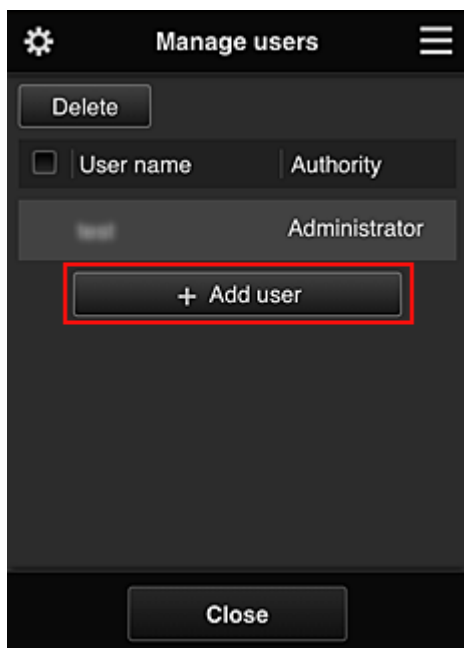 Manage users
Delete
User name Authority
Administrator
+ Add user
Close